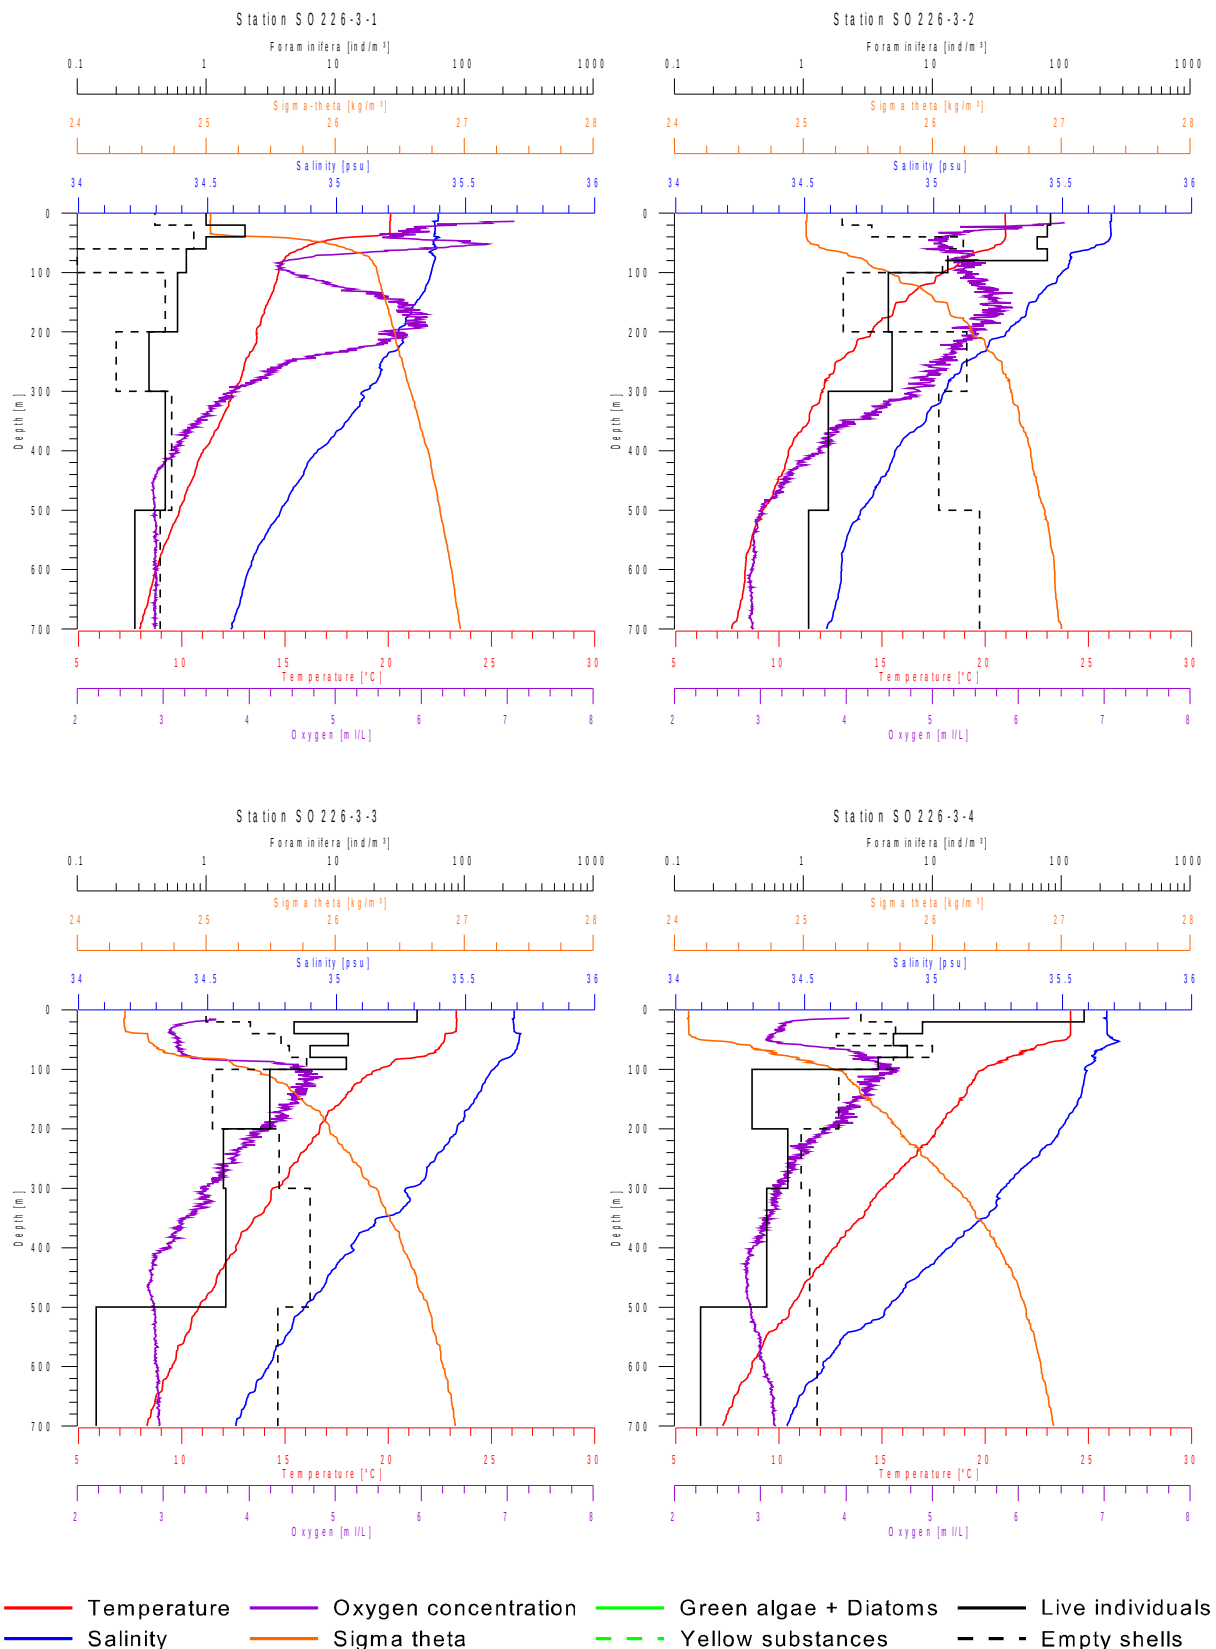 Station SO226-3-1
Foraminifera [ind/m³]
0.1 1 10 100 1000
Sigma-theta [kg/m³]
24 25 26 27 28
Salinity [psu]
34 34.5 35 35.5 36
0
100
200
300
400
500
600
700
Depth [m]
5 10 15 20 25 30
Temperature [°C]
2 3 4 5 6 7 8
Oxygen [ml/L]
Station SO226-3-2
Foraminifera [ind/m³]
0.1 1 10 100 1000
Sigma theta [kg/m³]
24 25 26 27 28
Salinity [psu]
34 34.5 35 35.5 36
0
100
200
300
400
500
600
700
Depth [m]
5 10 15 20 25 30
Temperature [°C]
2 3 4 5 6 7 8
Oxygen [ml/L]
Station SO226-3-3
Foraminifera [ind/m³]
0.1 1 10 100 1000
Sigma theta [kg/m³]
24 25 26 27 28
Salinity [psu]
34 34.5 35 35.5 36
0
100
200
300
400
500
600
700
Depth [m]
5 10 15 20 25 30
Temperature [°C]
2 3 4 5 6 7 8
Oxygen [ml/L]
Station SO226-3-4
Foraminifera [ind/m³]
0.1 1 10 100 1000
Sigma theta [kg/m³]
24 25 26 27 28
Salinity [psu]
34 34.5 35 35.5 36
0
100
200
300
400
500
600
700
Depth [m]
5 10 15 20 25 30
Temperature [°C]
2 3 4 5 6 7 8
Oxygen [ml/L]
Temperature Oxygen concentration Green algae + Diatoms Live individuals
Salinity Sigma theta Yellow substances Empty shells